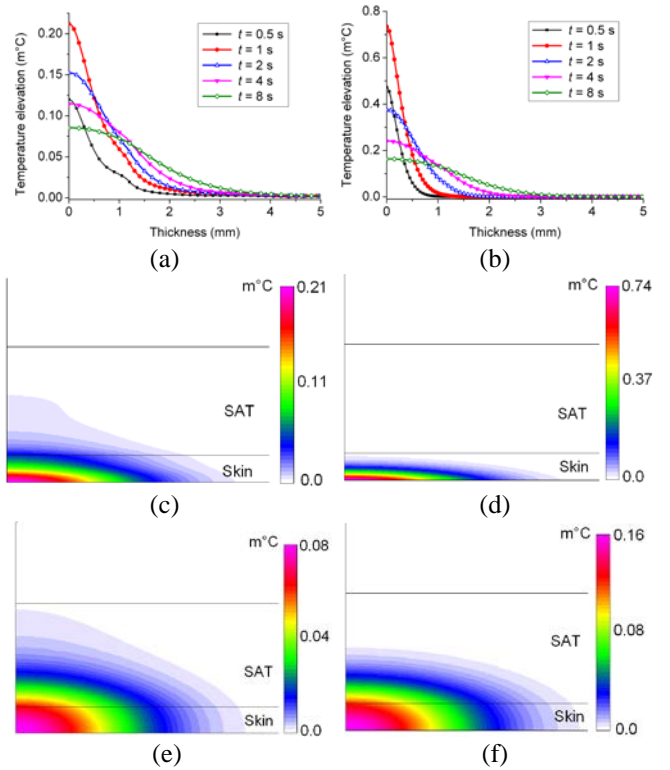 Temperature elevation (m°C)
0.20
0.15
0.10
0.05
0.00
0 1 2 3 4 5
Thickness (mm)
t = 0.5 s
t = 1 s
t = 2 s
t = 4 s
t = 8 s
(a)
Temperature elevation (m°C)
0.8
0.6
0.4
0.2
0.0
0 1 2 3 4 5
Thickness (mm)
t = 0.5 s
t = 1 s
t = 2 s
t = 4 s
t = 8 s
(b)
m°C
0.21
0.11
0.0
SAT
Skin
(c)
m°C
0.74
0.37
0.0
SAT
Skin
(d)
m°C
0.08
0.04
0.0
SAT
Skin
(e)
m°C
0.16
0.08
0.0
SAT
Skin
(f)